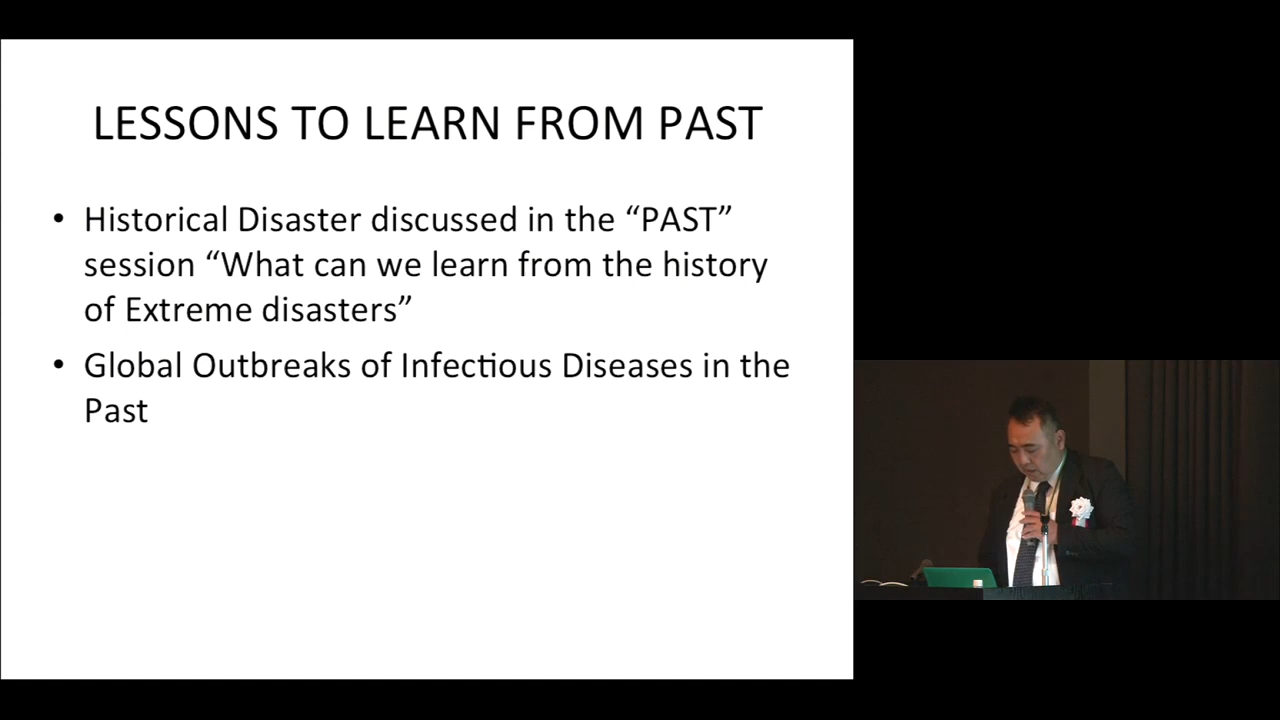 LESSONS TO LEARN FROM PAST
• Historical Disaster discussed in the “PAST”
session “What can we learn from the history
of Extreme disasters”
• Global Outbreaks of Infectious Diseases in the
Past